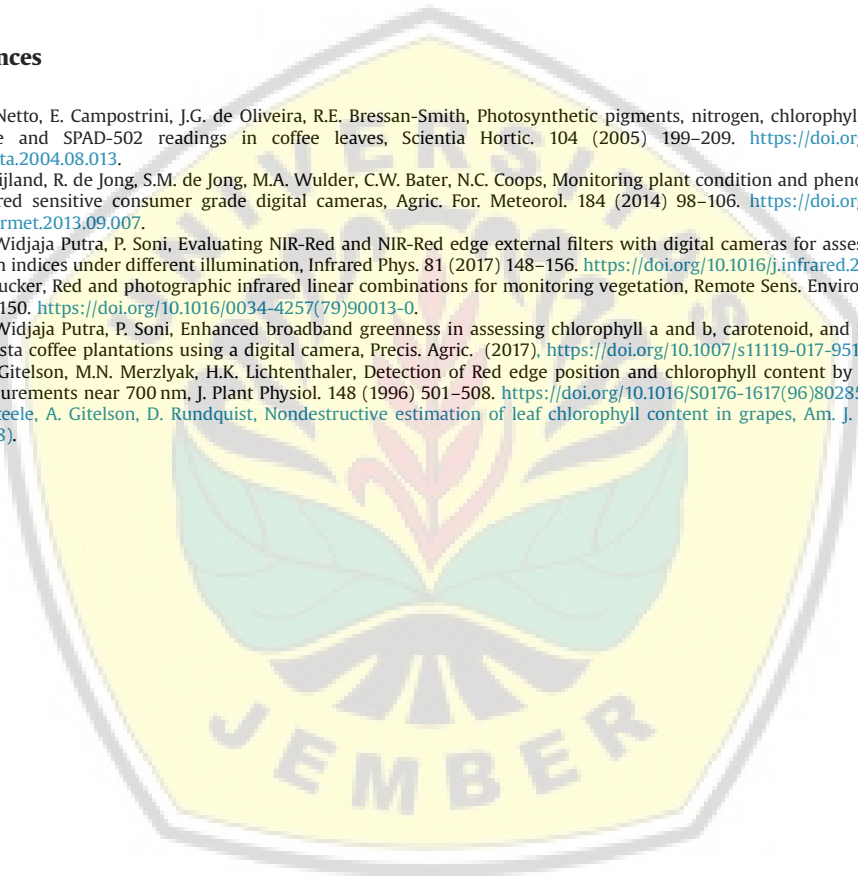 nces
Netto, E. Campostrini, J.G. de Oliveira, R.E. Bressan-Smith, Photosynthetic pigments, nitrogen, chlorophyl
e and SPAD-502 readings in coffee leaves, Scientia Hortic. 104 (2005) 199–209. https://doi.org
ta.2004.08.013.
ijland, R. de Jong, S.M. de Jong, M.A. Wulder, C.W. Bater, N.C. Coops, Monitoring plant condition and pheno
red sensitive consumer grade digital cameras, Agric. For. Meteorol. 184 (2014) 98–106. https://doi.org
rmet.2013.09.007.
Widjaja Putra, P. Soni, Evaluating NIR-Red and NIR-Red edge external filters with digital cameras for asses
n indices under different illumination, Infrared Phys. 81 (2017) 148–156. https://doi.org/10.1016/j.infrared.2
ucker, Red and photographic infrared linear combinations for monitoring vegetation, Remote Sens. Enviro
150. https://doi.org/10.1016/0034-4257(79)90013-0.
Widjaja Putra, P. Soni, Enhanced broadband greenness in assessing chlorophyll a and b, carotenoid, and
sta coffee plantations using a digital camera, Precis. Agric. (2017), https://doi.org/10.1007/s11119-017-951
Gitelson, M.N. Merzlyak, H.K. Lichtenthaler, Detection of Red edge position and chlorophyll content by
urements near 700 nm, J. Plant Physiol. 148 (1996) 501–508. https://doi.org/10.1016/S0176-1617(96)80285
teele, A. Gitelson, D. Rundquist, Nondestructive estimation of leaf chlorophyll content in grapes, Am. J.
8).
UNIVERSITAS
JEMBER